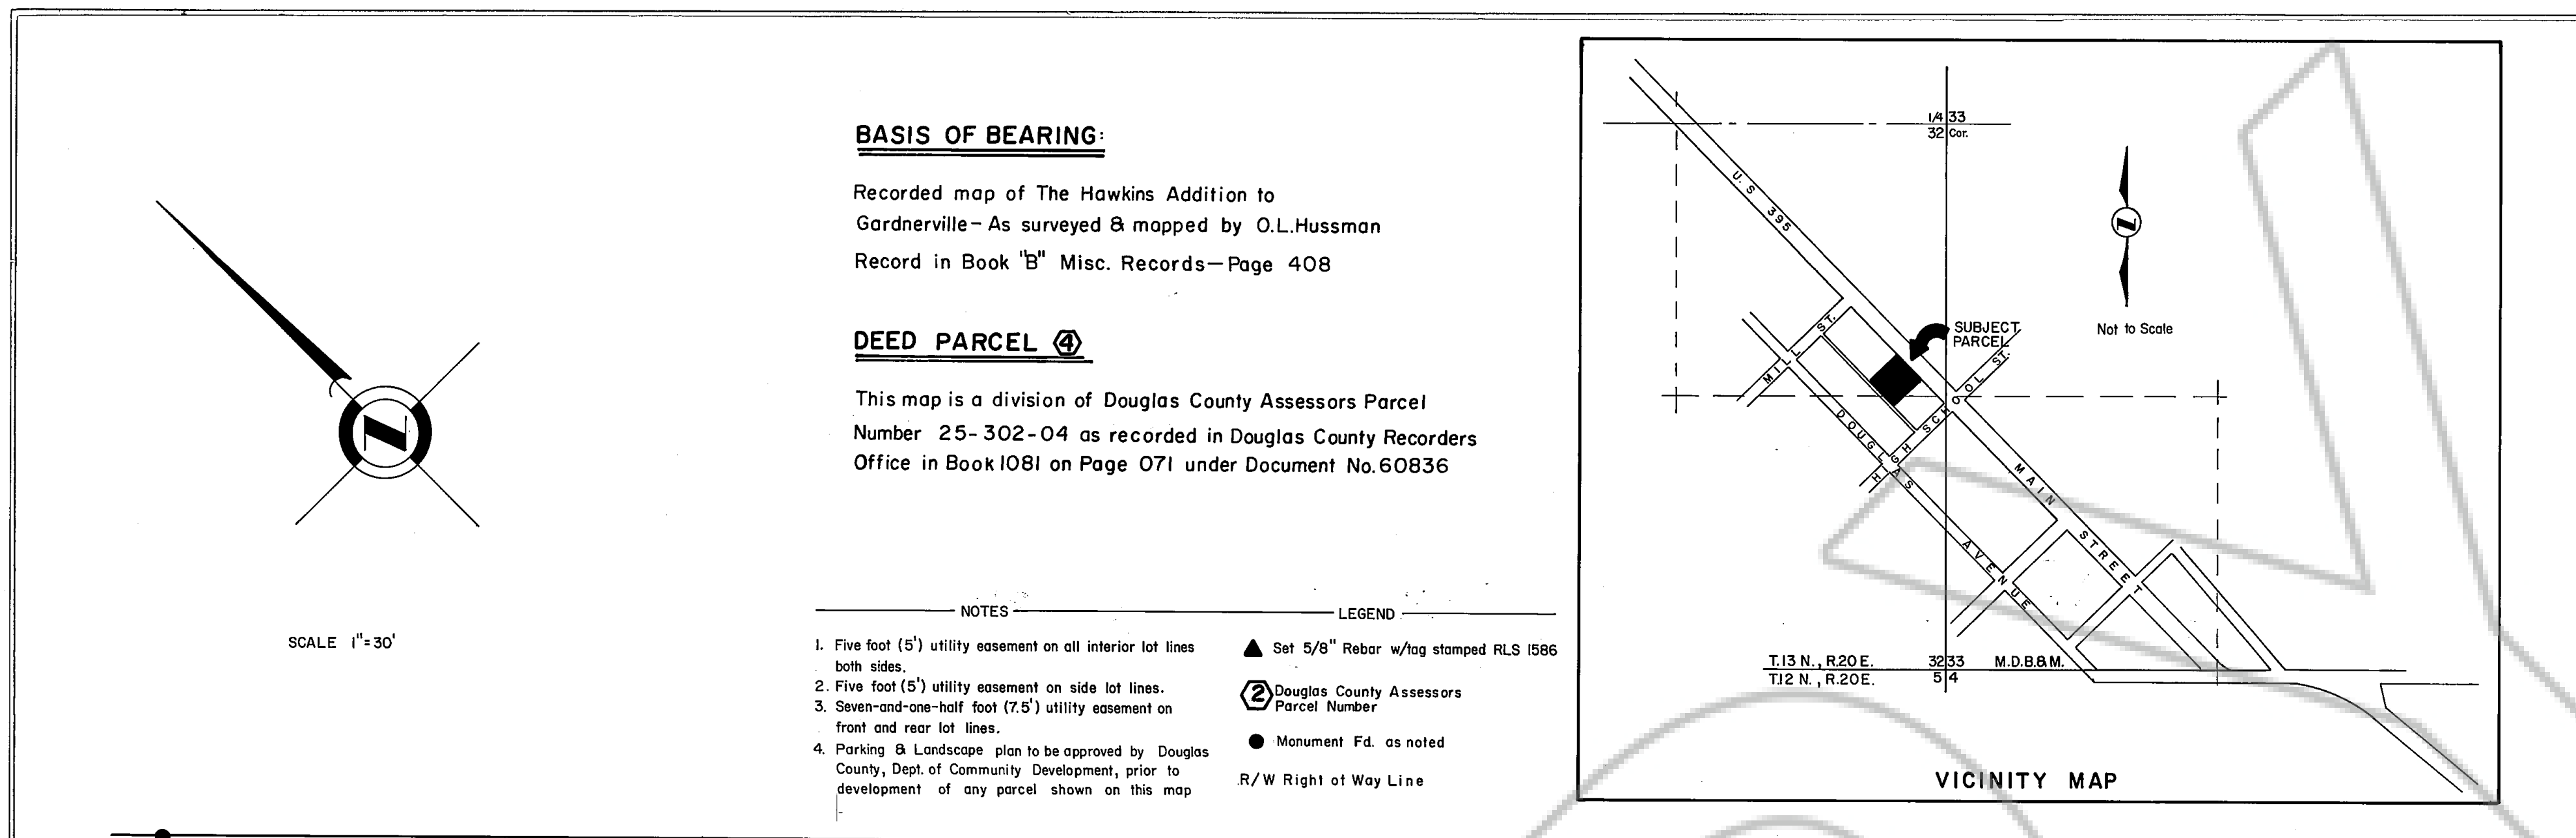 BASIS OF BEARING:
Recorded map of The Hawkins Addition to
Gardnerville - As surveyed & mapped by O.L.Hussman
Record in Book "B" Misc. Records - Page 408
DEED PARCEL 4
This map is a division of Douglas County Assessors Parcel
Number 25-302-04 as recorded in Douglas County Recorders
Office in Book 1081 on Page 071 under Document No. 60836
N
SCALE 1"=30'
NOTES
1. Five foot (5') utility easement on all interior lot lines
both sides.
2. Five foot (5') utility easement on side lot lines.
3. Seven-and-one-half foot (7.5') utility easement on
front and rear lot lines.
4. Parking & Landscape plan to be approved by Douglas
County, Dept. of Community Development, prior to
development of any parcel shown on this map
LEGEND
Set 5/8" Rebar w/tag stamped RLS 1586
2 Douglas County Assessors
Parcel Number
Monument Fd. as noted
R/W Right of Way Line
1/4 33
32 Cor.
U.S 395
N
Not to Scale
SUBJECT
PARCEL
MILL ST.
HIGH SCHOOL ST.
DOUGLAS AVENUE
MAIN STREET
T.13 N., R.20 E. 32 33 M.D.B.& M.
T.12 N., R.20E. 5 4
VICINITY MAP